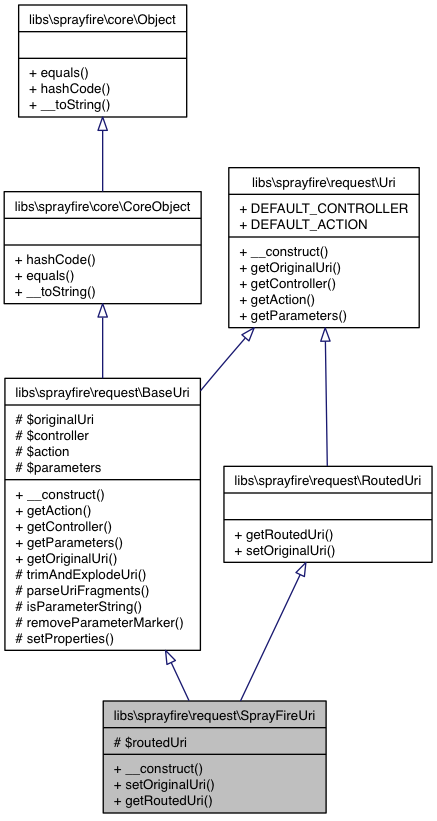 libs\sprayfire\core\Object
+ equals()
+ hashCode()
+ __toString()
libs\sprayfire\core\CoreObject
+ hashCode()
+ equals()
+ __toString()
libs\sprayfire\request\Uri
+ DEFAULT_CONTROLLER
+ DEFAULT_ACTION
+ __construct()
+ getOriginalUri()
+ getController()
+ getAction()
+ getParameters()
libs\sprayfire\request\BaseUri
# $originalUri
# $controller
# $action
# $parameters
+ __construct()
+ getAction()
+ getController()
+ getParameters()
+ getOriginalUri()
# trimAndExplodeUri()
# parseUriFragments()
# isParameterString()
# removeParameterMarker()
# setProperties()
libs\sprayfire\request\RoutedUri
+ getRoutedUri()
+ setOriginalUri()
libs\sprayfire\request\SprayFireUri
# $routedUri
+ __construct()
+ setOriginalUri()
+ getRoutedUri()